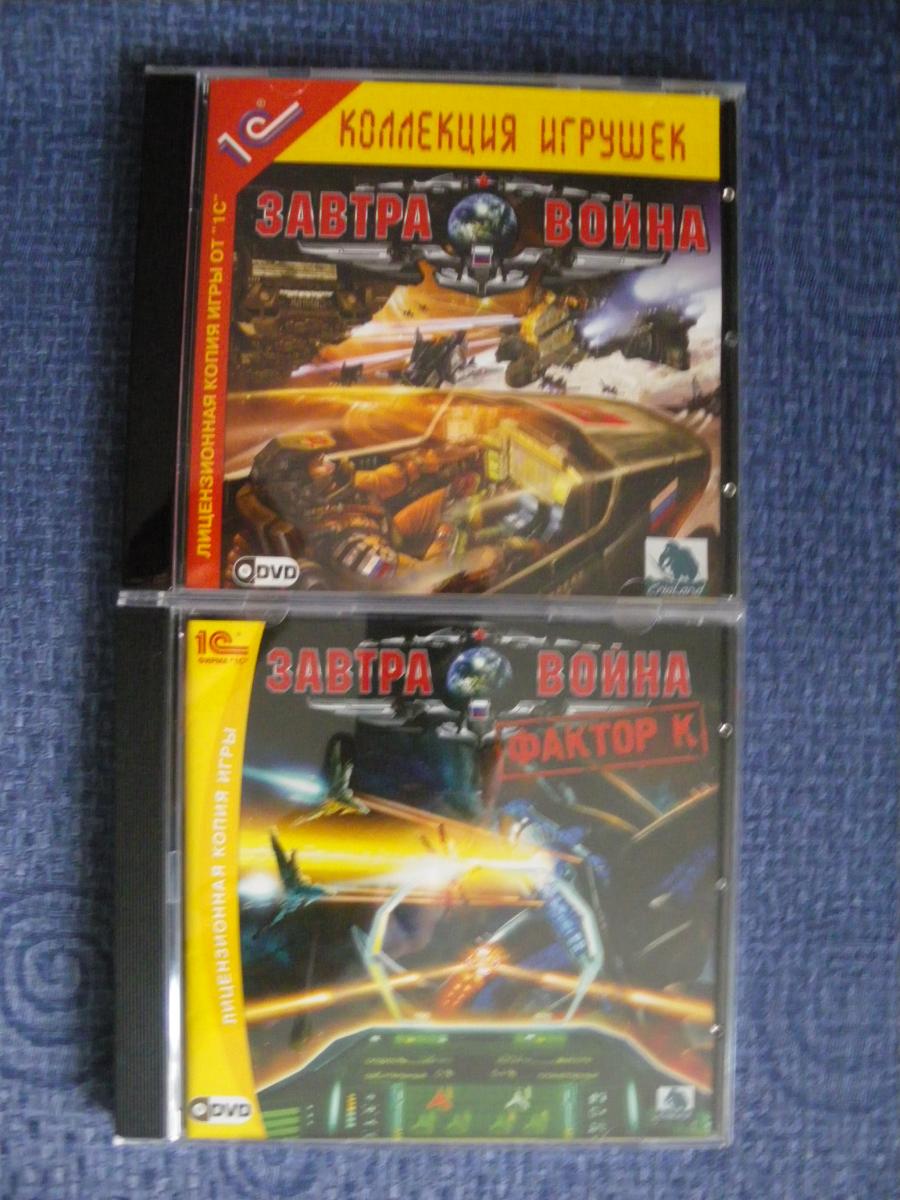 1С®
КОЛЛЕКЦИЯ ИГРУШЕК
ЛИЦЕНЗИОННАЯ КОПИЯ ИГРЫ ОТ "1С"
ЗАВТРА ВОЙНА
DVD
1С
ФИРМА "1С"
ЛИЦЕНЗИОННАЯ КОПИЯ ИГРЫ
ЗАВТРА ВОЙНА
ФАКТОР К
DVD